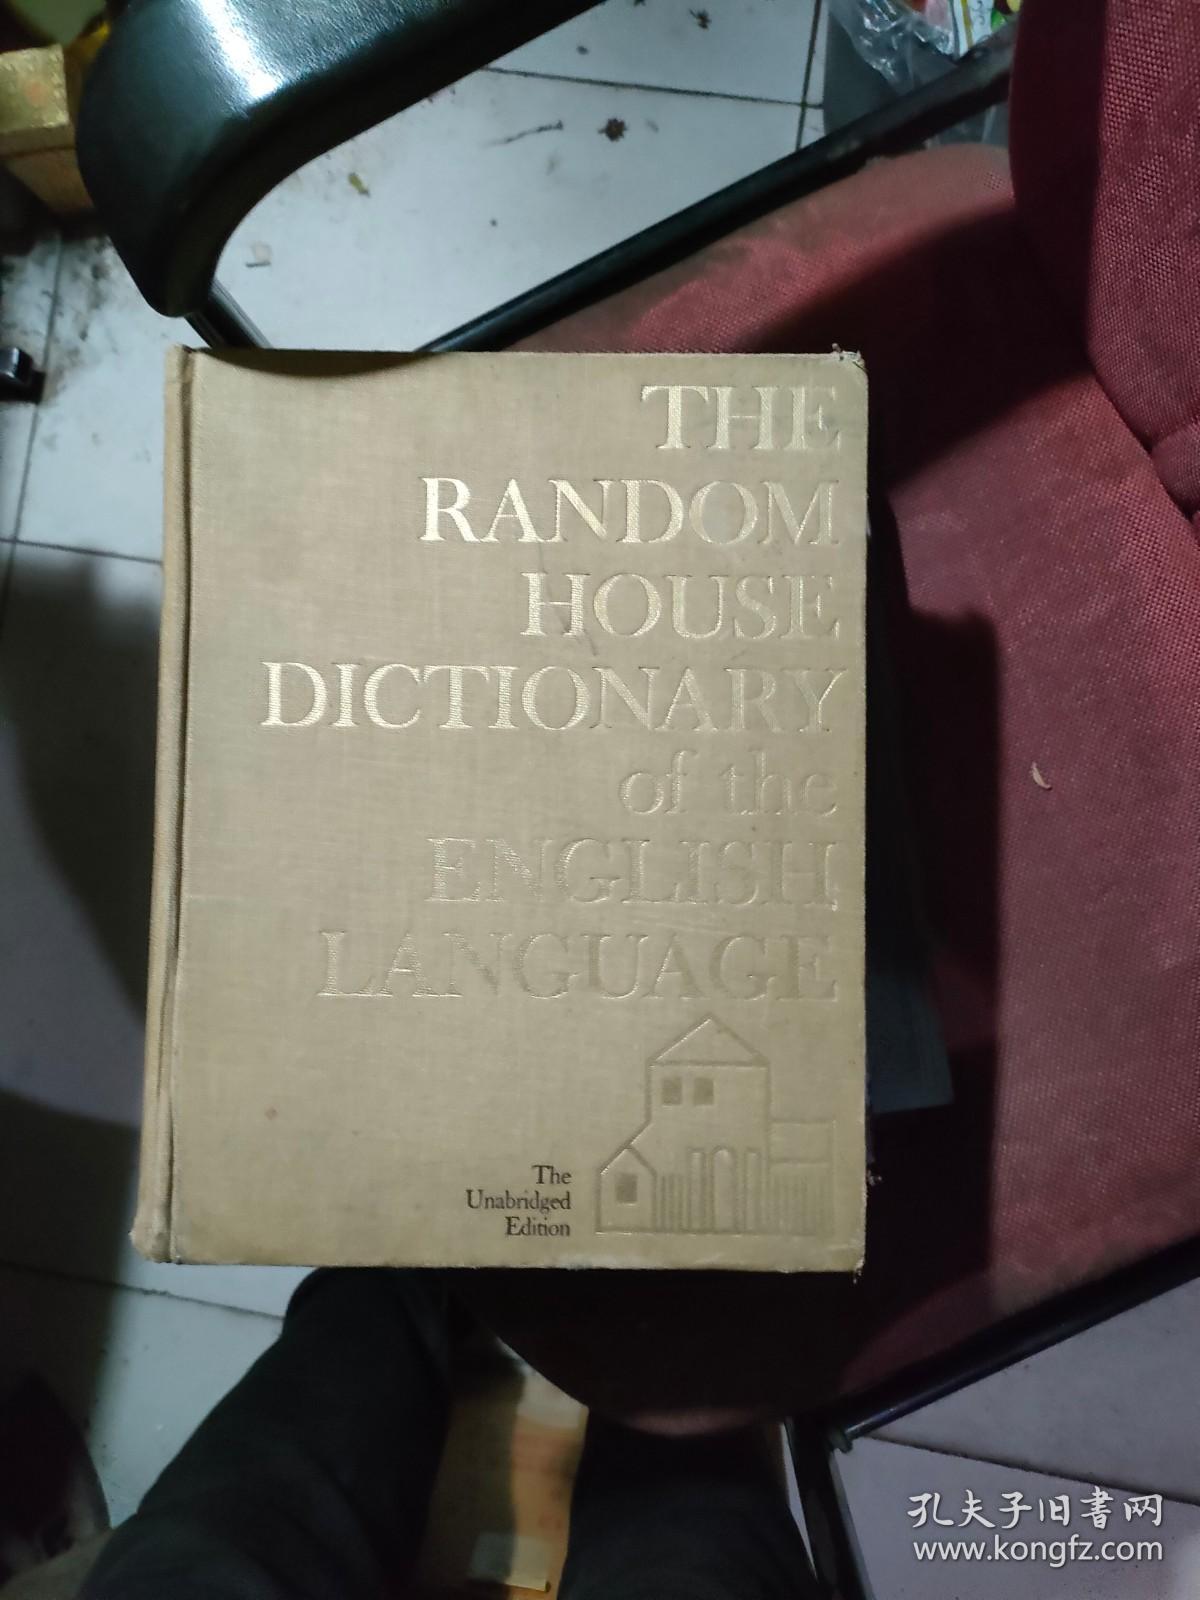 THE
RANDOM
HOUSE
DICTIONARY
of the
ENGLISH
LANGUAGE
The
Unabridged
Edition
孔夫子旧書网
www.kongfz.com